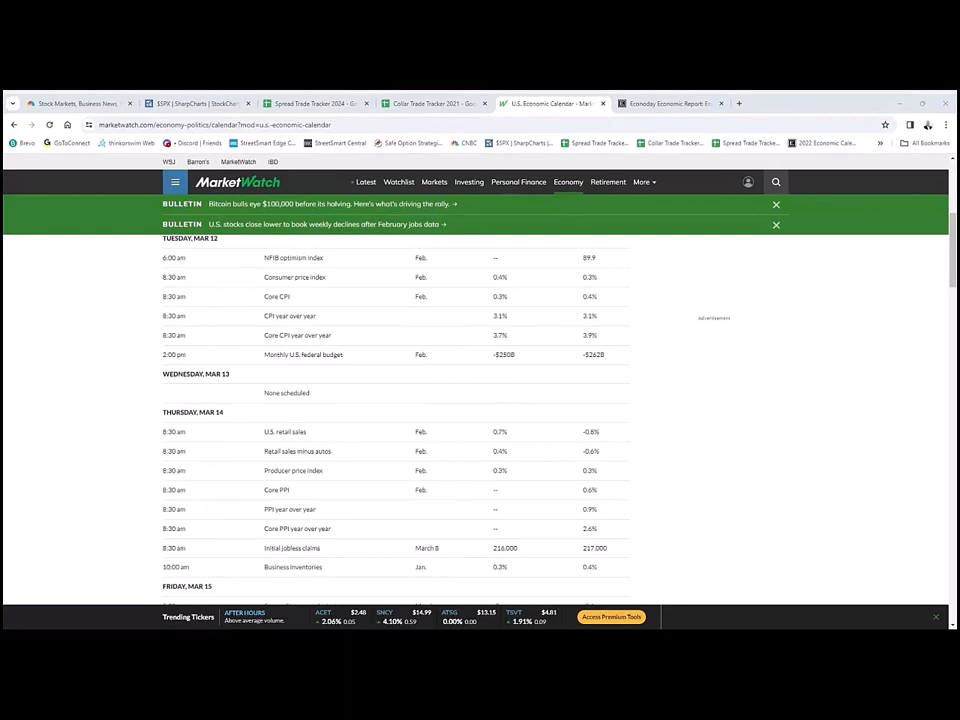 Stock Markets, Business News,
$SPX | SharpCharts | StockChar
Spread Trade Tracker 2024 - Go
Collar Trade Tracker 2021 - Goo
U.S. Economic Calendar - Mark
Econoday Economic Report: Ec
marketwatch.com/economy-politics/calendar?mod=u.s.-economic-calendar
Brevo GoToConnect thinkorswim Web Discord | Friends StreetSmart Edge C... StreetSmart Central Safe Option Strategi... CNBC $SPX | SharpCharts |... Spread Trade Tracke... Collar Trade Tracker... Spread Trade Tracke... 2022 Economic Cale... All Bookmarks
WSJ Barron's MarketWatch IBD
MarketWatch Latest Watchlist Markets Investing Personal Finance Economy Retirement More
BULLETIN Bitcoin bulls eye $100,000 before its halving. Here's what's driving the rally. →
BULLETIN U.S. stocks close lower to book weekly declines after February jobs data →
TUESDAY, MAR 12
6:00 am NFIB optimism index Feb. -- 89.9
8:30 am Consumer price index Feb. 0.4% 0.3%
8:30 am Core CPI Feb. 0.3% 0.4%
8:30 am CPI year over year 3.1% 3.1%
8:30 am Core CPI year over year 3.7% 3.9%
2:00 pm Monthly U.S. federal budget Feb. -$250B -$262B
WEDNESDAY, MAR 13
None scheduled
THURSDAY, MAR 14
8:30 am U.S. retail sales Feb. 0.7% -0.8%
8:30 am Retail sales minus autos Feb. 0.4% -0.6%
8:30 am Producer price index Feb. 0.3% 0.3%
8:30 am Core PPI Feb. -- 0.6%
8:30 am PPI year over year -- 0.9%
8:30 am Core PPI year over year -- 2.6%
8:30 am Initial jobless claims March 8 216,000 217,000
10:00 am Business inventories Jan. 0.3% 0.4%
FRIDAY, MAR 15
Advertisement
Trending Tickers
AFTER HOURS
Above average volume.
ACET $2.48
2.06% 0.05
SNCY $14.99
4.10% 0.59
ATSG $13.15
0.00% 0.00
TSVT $4.81
1.91% 0.09
Access Premium Tools